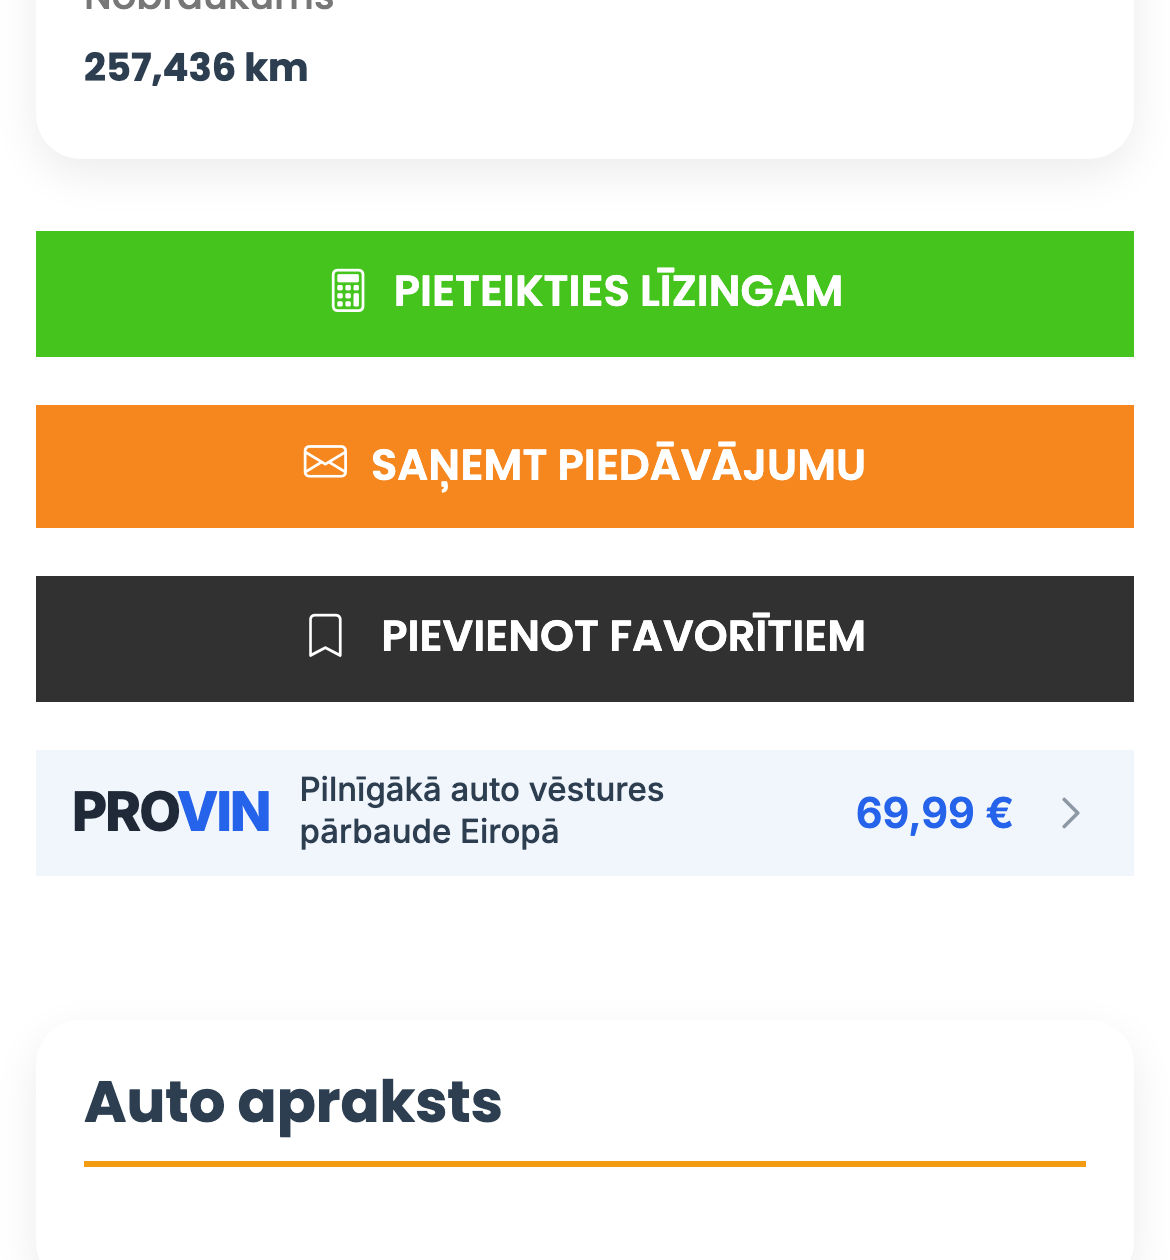 Nobraukums
257,436 km
PIETEIKTIES LĪZINGAM
SAŅEMT PIEDĀVĀJUMU
PIEVIENOT FAVORĪTIEM
PROVIN
Pilnīgākā auto vēstures
pārbaude Eiropā
69,99 €
Auto apraksts